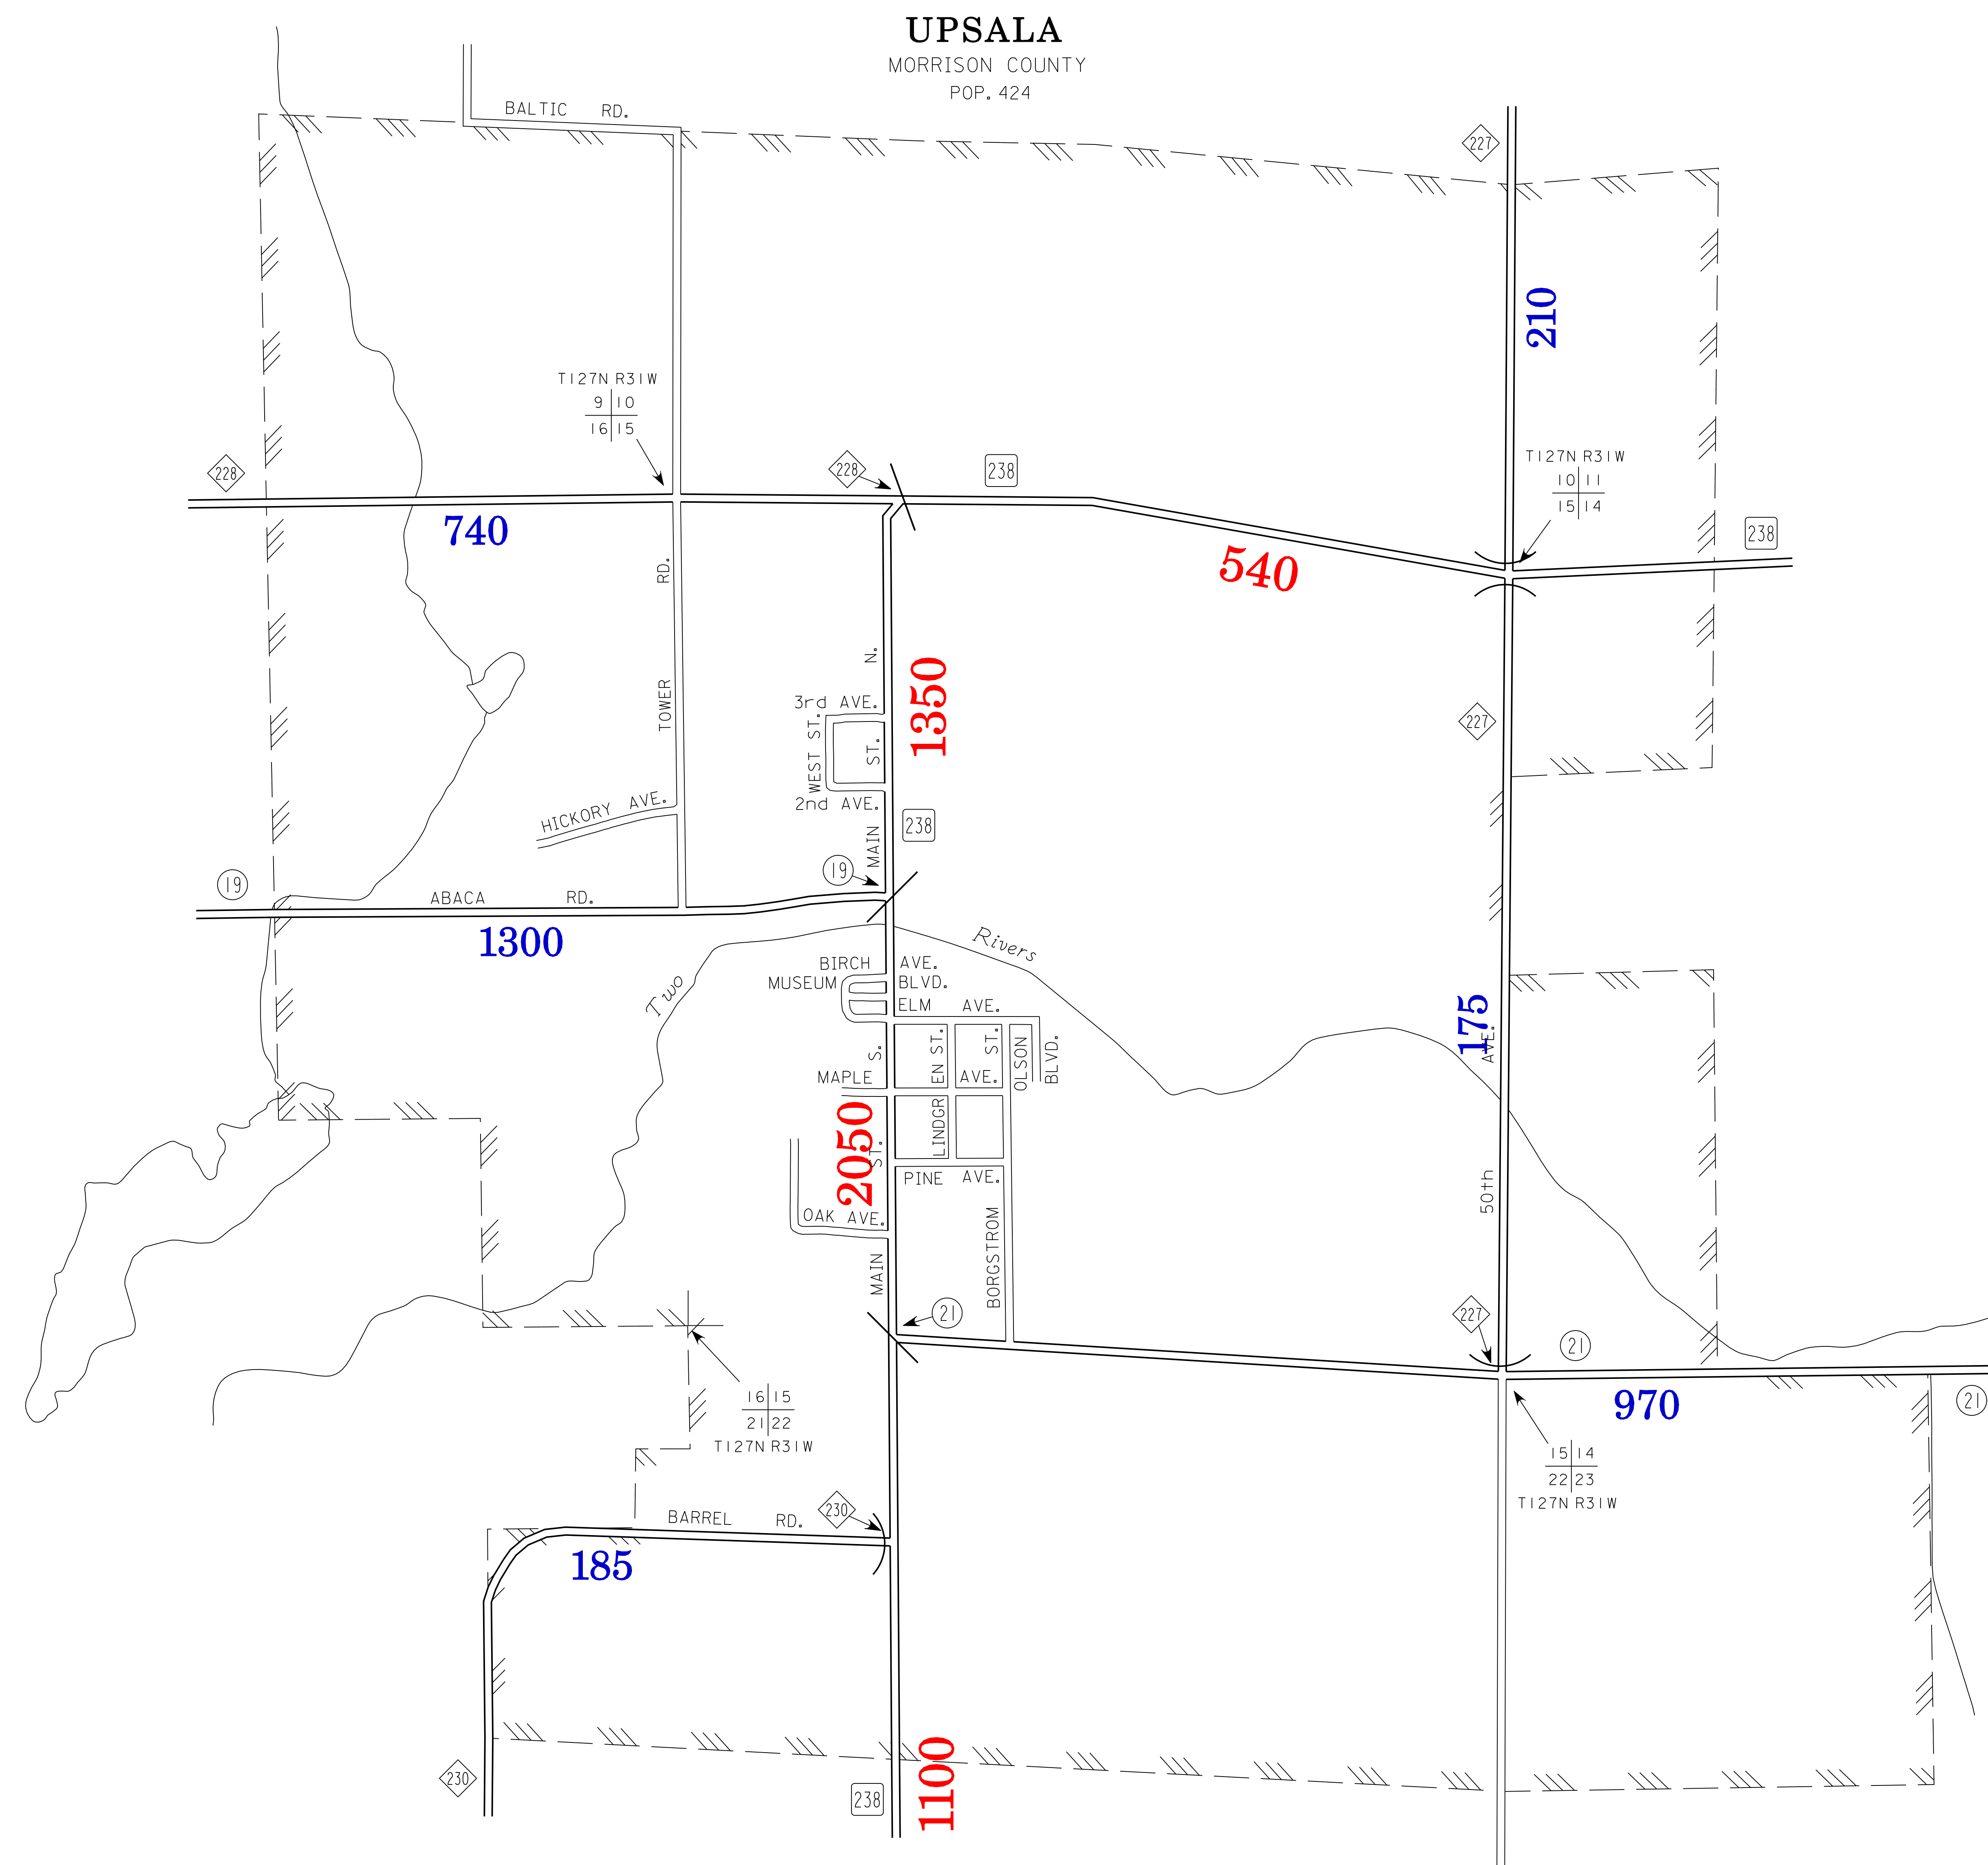 UPSALA
MORRISON COUNTY
POP. 424
BALTIC RD.
227
210
T127N R31W
9 10
16 15
228
228
238
T127N R31W
10 11
15 14
740
540
238
TOWER RD.
N.
1350
3rd AVE.
WEST ST.
ST.
2nd AVE.
227
HICKORY AVE.
MAIN
238
19
19
ABACA RD.
1300
Two
Rivers
BIRCH AVE.
MUSEUM BLVD.
ELM AVE.
175
50th AVE.
S.
EN ST.
ST.
OLSON BLVD.
MAPLE AVE.
2050
ST.
LINDGR
PINE AVE.
OAK AVE.
MAIN
BORGSTROM
21
227
21
970
21
16 15
21 22
T127N R31W
15 14
22 23
T127N R31W
BARREL RD.
230
185
230
238
1100